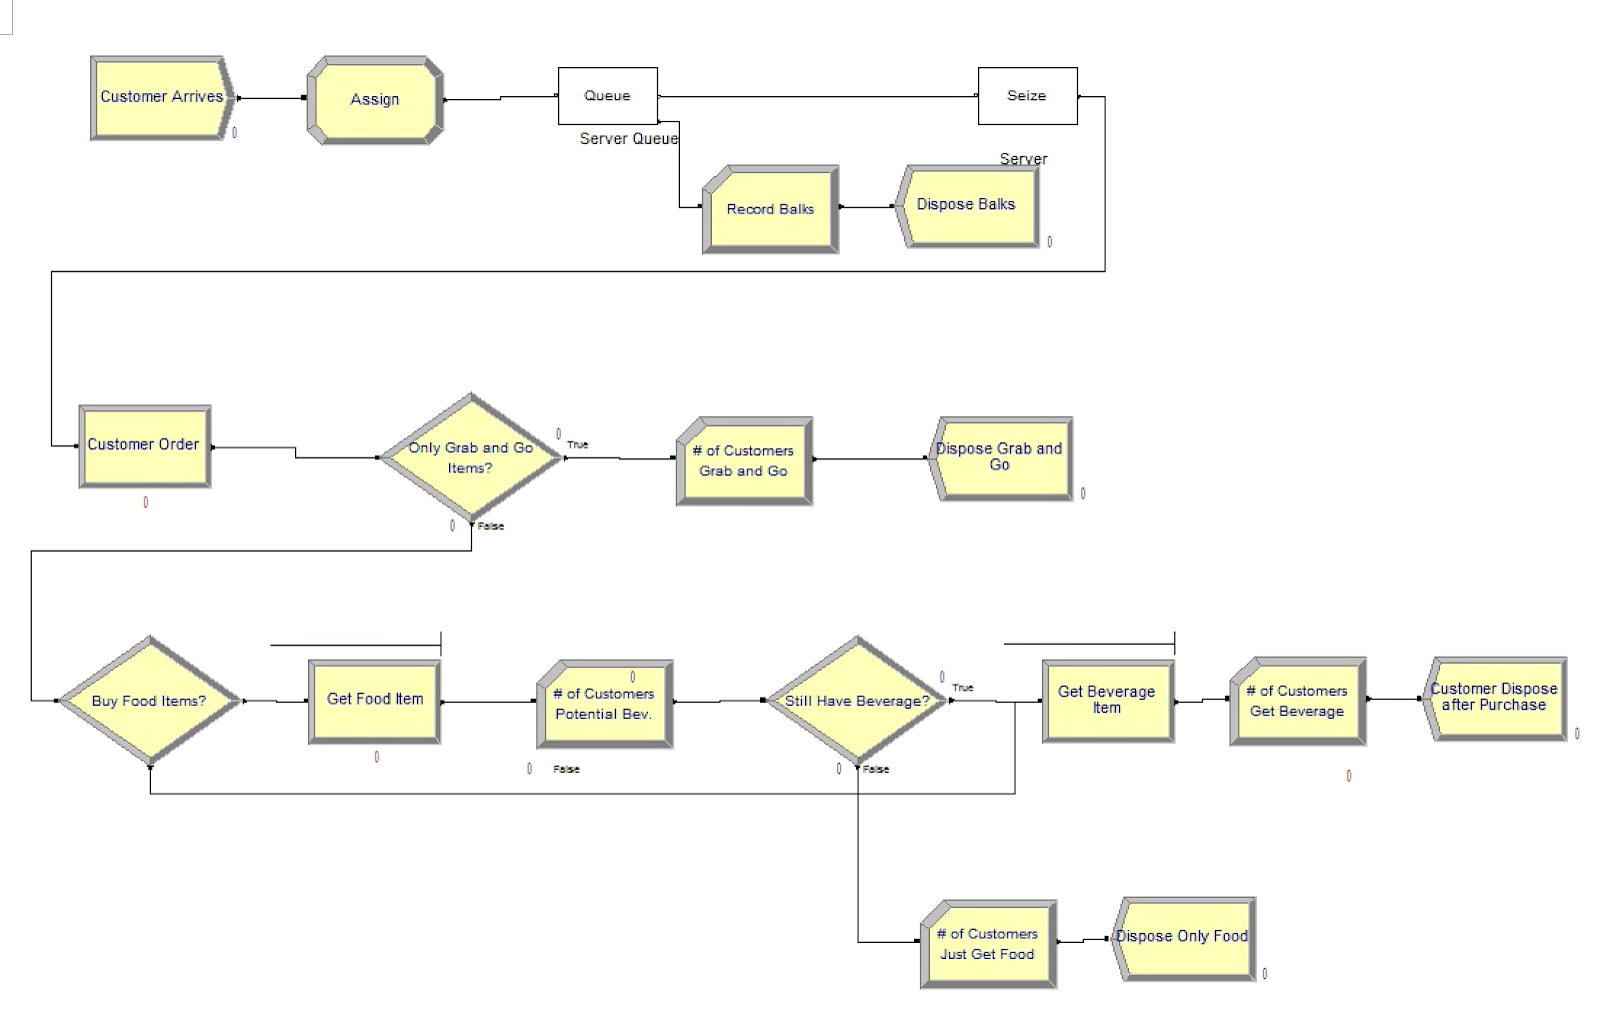 Customer Arrives
0
Assign
Queue
Server Queue
Seize
Server
Record Balks
Dispose Balks
0
Customer Order
0
Only Grab and Go
Items?
0
True
0
False
# of Customers
Grab and Go
Dispose Grab and
Go
0
Buy Food Items?
Get Food Item
0
0
# of Customers
Potential Bev.
0
False
Still Have Beverage?
0
True
0
False
Get Beverage
Item
# of Customers
Get Beverage
0
Customer Dispose
after Purchase
0
# of Customers
Just Get Food
Dispose Only Food
0